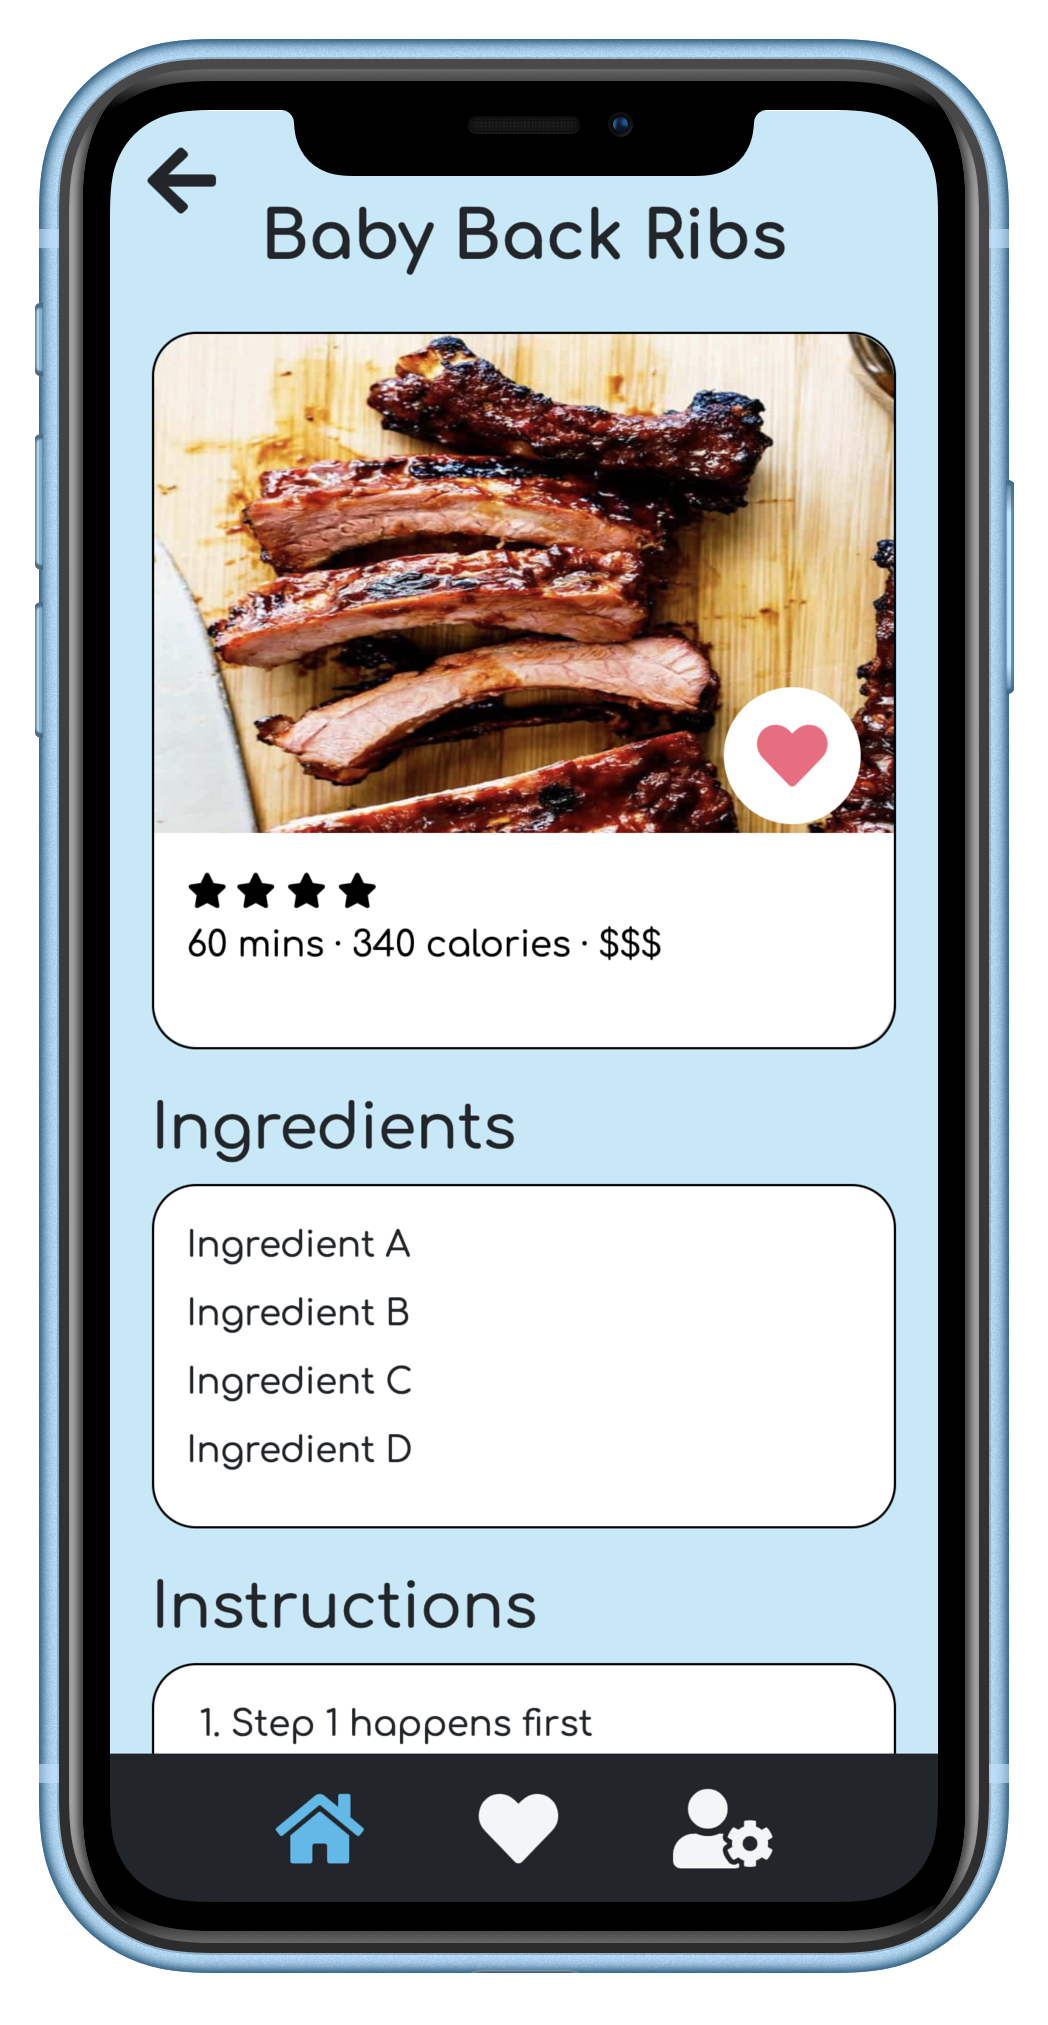 Baby Back Ribs
60 mins · 340 calories · $$$
Ingredients
Ingredient A
Ingredient B
Ingredient C
Ingredient D
Instructions
1. Step 1 happens first